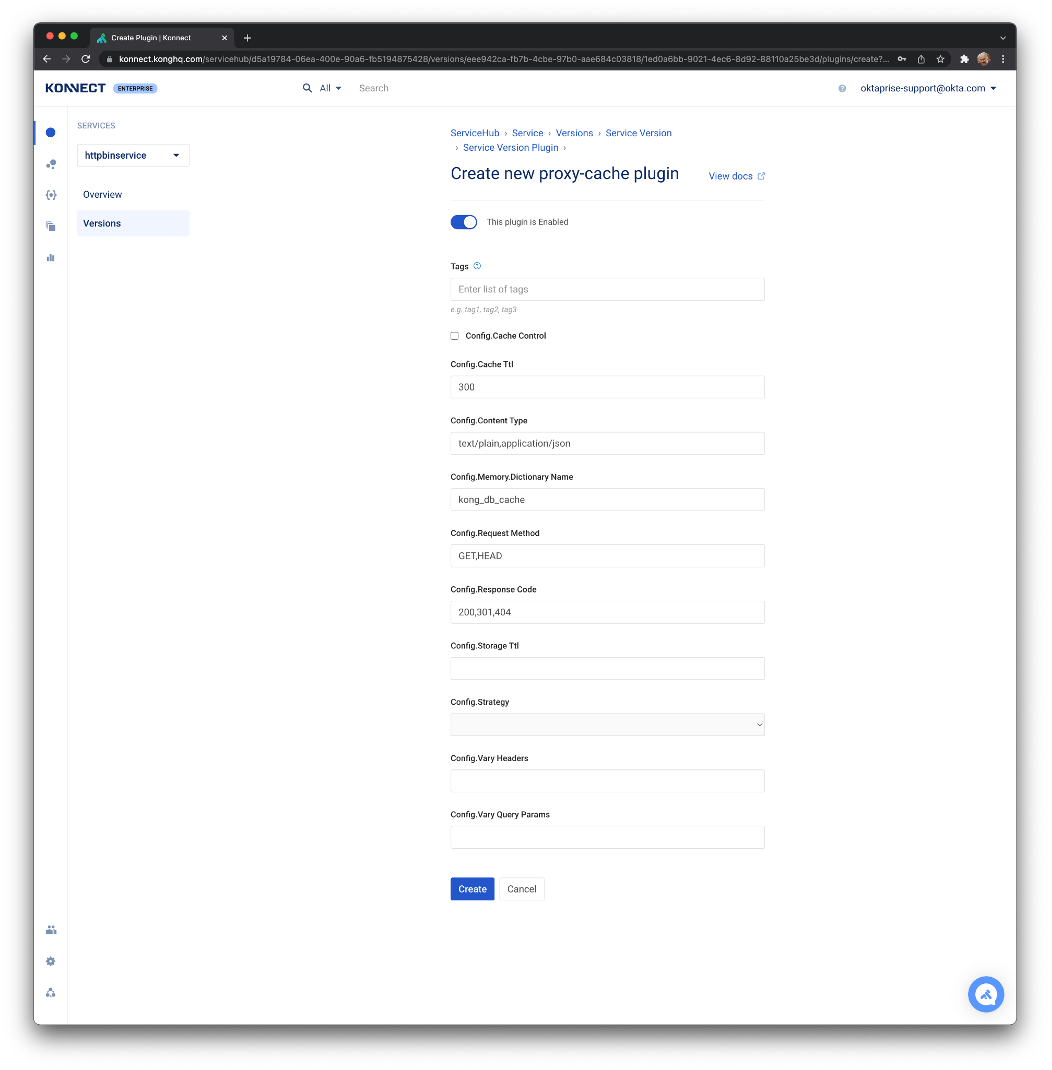 Create Plugin | Konnect
konnect.konghq.com/servicehub/d5a19784-06ea-400e-90a6-fb5194875428/versions/eee942ca-fb7b-4cbe-97b0-aae684c03818/1ed0a6bb-9021-4ec6-8d92-88110a25be3d/plugins/create?...
KONNECT ENTERPRISE All Search oktaprise-support@okta.com
SERVICES
httpbinservice
Overview
Versions
ServiceHub › Service › Versions › Service Version
› Service Version Plugin ›
Create new proxy-cache plugin View docs
This plugin is Enabled
Tags
Enter list of tags
e.g. tag1, tag2, tag3
Config.Cache Control
Config.Cache Ttl
300
Config.Content Type
text/plain,application/json
Config.Memory.Dictionary Name
kong_db_cache
Config.Request Method
GET,HEAD
Config.Response Code
200,301,404
Config.Storage Ttl
Config.Strategy
Config.Vary Headers
Config.Vary Query Params
Create Cancel